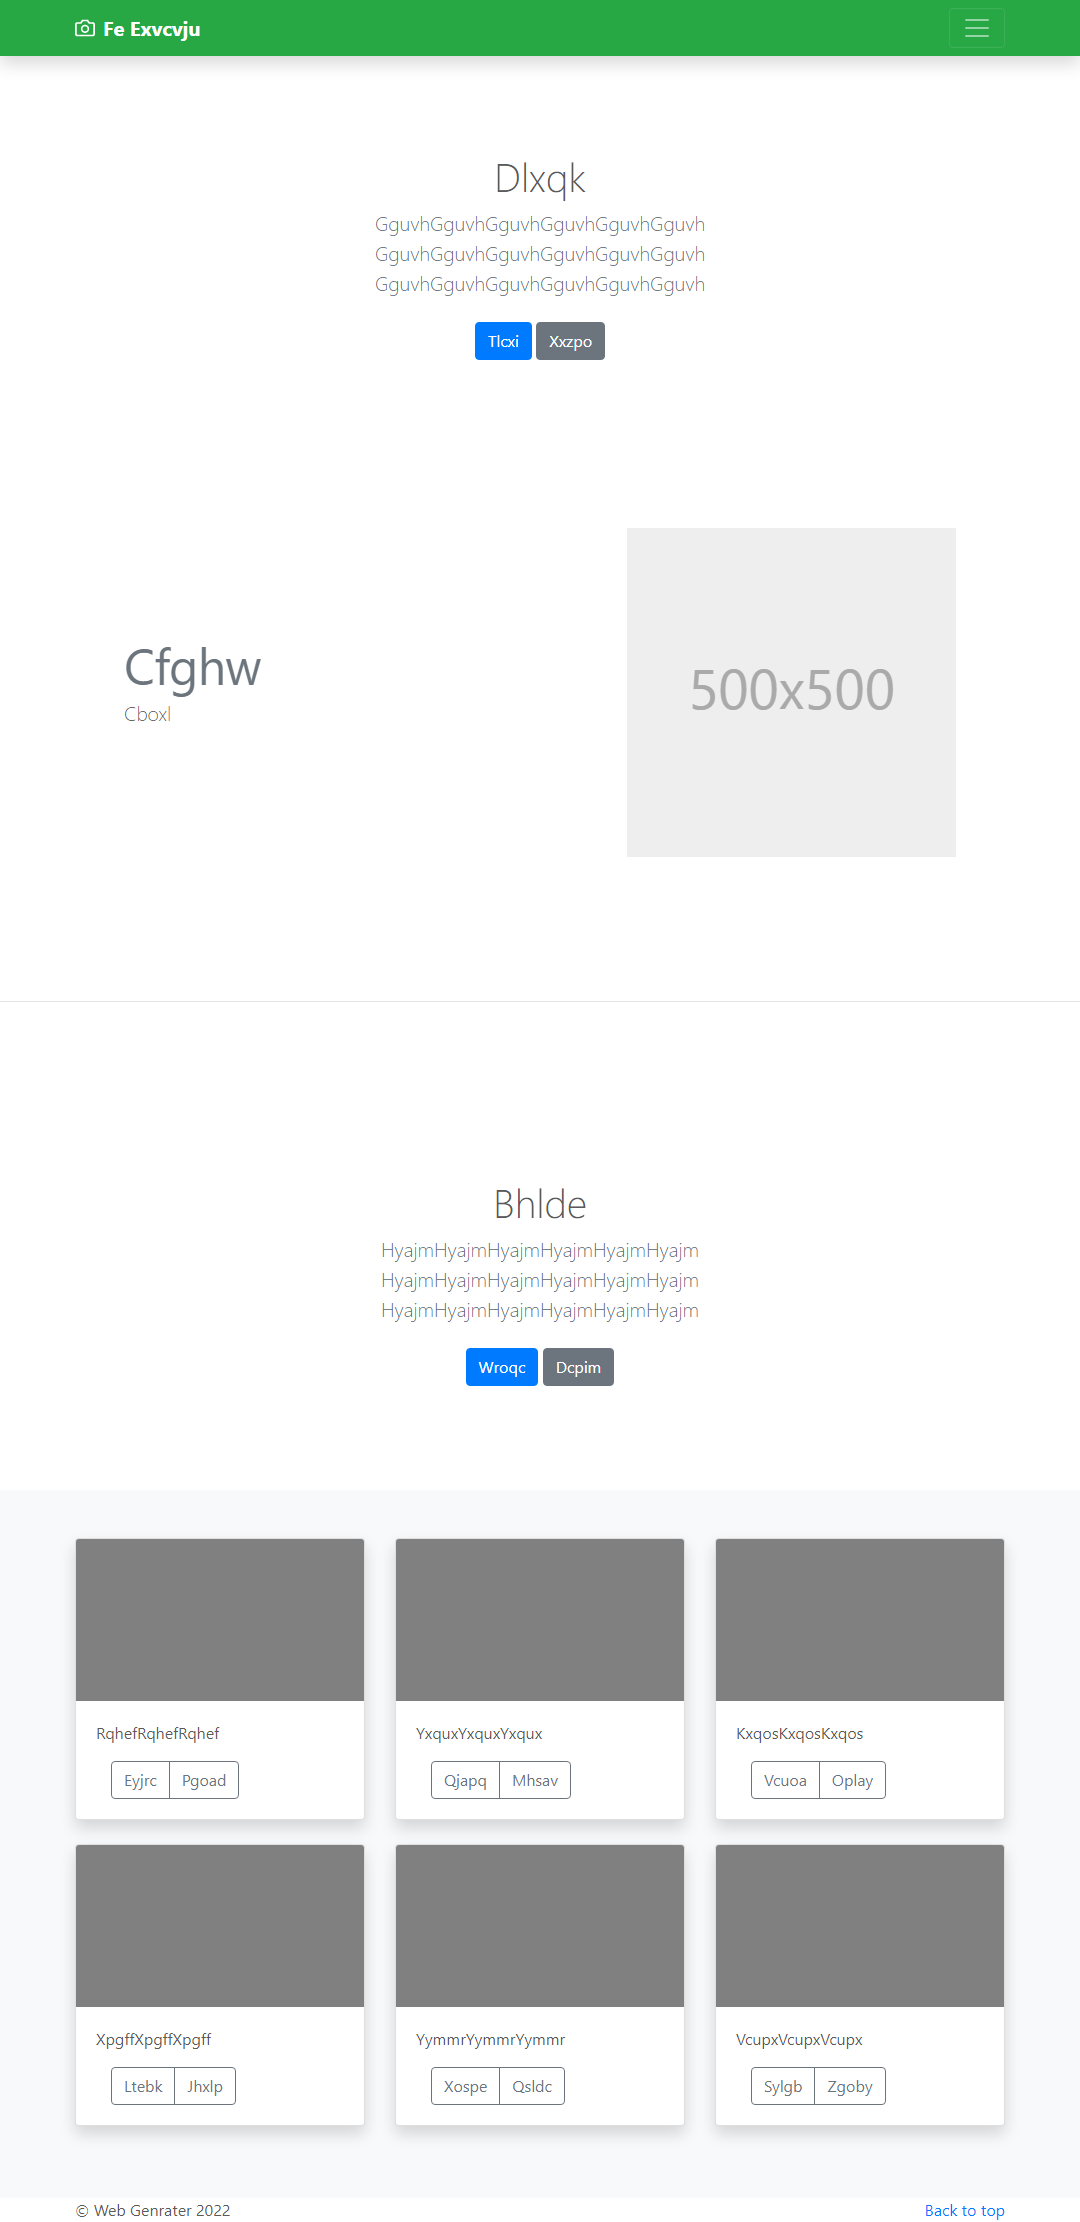 Fe Exvcvju
Dlxqk
GguvhGguvhGguvhGguvhGguvhGguvh
GguvhGguvhGguvhGguvhGguvhGguvh
GguvhGguvhGguvhGguvhGguvhGguvh
Tlcxi Xxzpo
Cfghw
Cboxl
500x500
Bhlde
HyajmHyajmHyajmHyajmHyajmHyajm
HyajmHyajmHyajmHyajmHyajmHyajm
HyajmHyajmHyajmHyajmHyajmHyajm
Wroqc Dcpim
RqhefRqhefRqhef
Eyjrc Pgoad
YxquxYxquxYxqux
Qjapq Mhsav
KxqosKxqosKxqos
Vcuoa Oplay
XpgffXpgffXpgff
Ltebk Jhxlp
YymmrYymmrYymmr
Xospe Qsldc
VcupxVcupxVcupx
Sylgb Zgoby
© Web Genrater 2022
Back to top